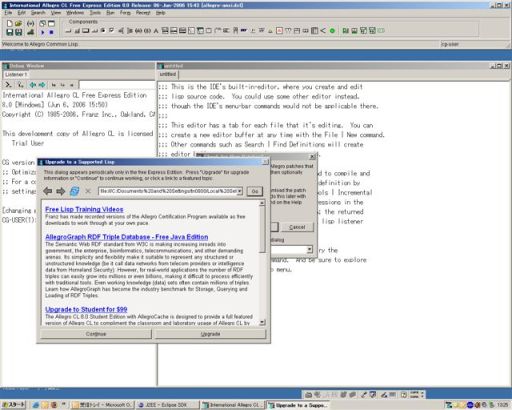 International Allegro CL Free Express Edition 8.0 Release: 06-Jun-2006 15:43 [allegro-ansi.dxl]
File Edit Search View Windows Tools Run Form Recent Help
Components
Welcome to Allegro Common Lisp.
cg-user
Debug Window
Listener 1
International Allegro CL Free Express Edition
8.0 [Windows] (Jun 6, 2006 15:50)
Copyright (C) 1985-2006, Franz Inc., Oakland, CA
This development copy of Allegro CL is licensed
Trial User
CG version
;; Optimiz
;; For a co
;; setting
[changing
CG-USER(1):
untitled
untitled
;;; This is the IDE's built-in editor, where you create and edit
;;; lisp source code. You could use some other editor instead,
;;; though the IDE's menu-bar commands would not be applicable there.
;;;
;;; This editor has a tab for each file that it's editing. You can
;;; create a new editor buffer at any time with the File | New command.
;;; Other commands such as Search | Find Definitions will create
;;; editor
to compile and
definition by
Tools | Incremental
essions in the
the returned
lisp listener
ry the
mmand. And be sure to explore
menu.
Allegro patches that
then optionally
nload the patch
do this later with
nd on the Help
Cancel
dialog
Upgrade to a Supported Lisp
This dialog appears periodically only in the free Express Edition. Press "Upgrade" for upgrade
information or "Continue" to continue working, or click a link to a featured topic.
file:///C:/Documents%20and%20Settings/tn0900/Local%20Set
Go
Free Lisp Training Videos
Franz has made recorded versions of the Allegro Certification Program available as free
downloads to work through at your own pace.
AllegroGraph RDF Triple Database - Free Java Edition
The Semantic Web RDF standard from W3C is making increasing inroads into
government, the enterprise, bioinformatics, telecommunications, and other demanding
areas. Its simplicity and flexibility make it suitable to represent any structured or
unstructured knowledge (be it call data networks from telecom providers or intelligence
data from Homeland Security). However, for real-world applications the number of RDF
triples can easily grow into millions or even billions, making it difficult to process efficiently
with traditional tools. Even working knowledge (data) sets often contain millions of triples.
Learn how AllegroGraph has become the industry benchmark for Storage, Querying and
Loading of RDF Triples.
Upgrade to Student for $99
The Allegro CL 8.0 Student Edition with AllegroCache is designed to provide a full featured
version of Allegro CL to compliment the classroom and laboratory usage of Allegro CL by
Continue
Upgrade
スタート
受信トレイ - Microsoft O...
J2EE - Eclipse SDK
International Allegro CL ...
Upgrade to a Suppo...